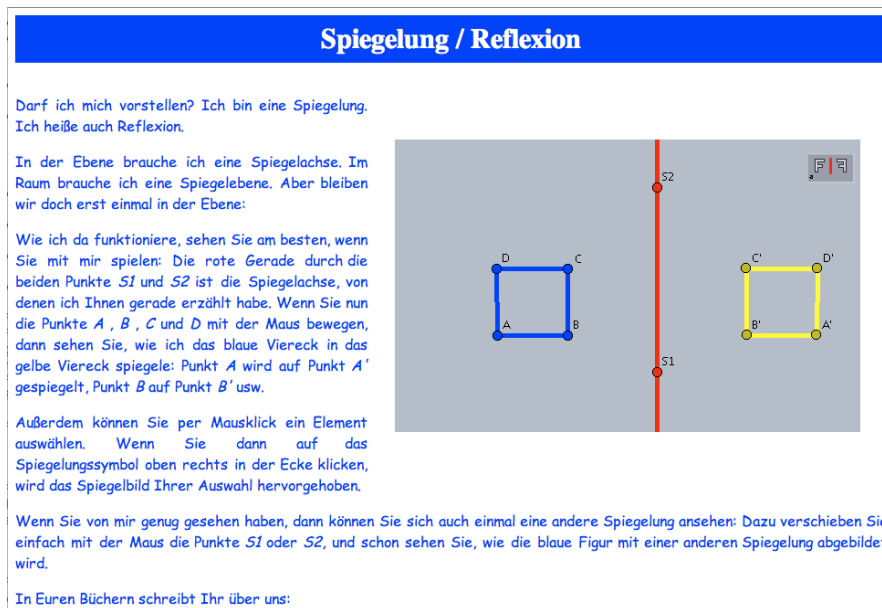 Spiegelung / Reflexion
Darf ich mich vorstellen? Ich bin eine Spiegelung.
Ich heiße auch Reflexion.
In der Ebene brauche ich eine Spiegelachse. Im
Raum brauche ich eine Spiegelebene. Aber bleiben
wir doch erst einmal in der Ebene:
Wie ich da funktioniere, sehen Sie am besten, wenn
Sie mit mir spielen: Die rote Gerade durch die
beiden Punkte S1 und S2 ist die Spiegelachse, von
denen ich Ihnen gerade erzählt habe. Wenn Sie nun
die Punkte A , B , C und D mit der Maus bewegen,
dann sehen Sie, wie ich das blaue Viereck in das
gelbe Viereck spiegele: Punkt A wird auf Punkt A'
gespiegelt, Punkt B auf Punkt B' usw.
Außerdem können Sie per Mausklick ein Element
auswählen. Wenn Sie dann auf das
Spiegelungssymbol oben rechts in der Ecke klicken,
wird das Spiegelbild Ihrer Auswahl hervorgehoben.
S2
F
a
D
C
C'
D'
A
B
B'
A'
S1
Wenn Sie von mir genug gesehen haben, dann können Sie sich auch einmal eine andere Spiegelung ansehen: Dazu verschieben Sie
einfach mit der Maus die Punkte S1 oder S2, und schon sehen Sie, wie die blaue Figur mit einer anderen Spiegelung abgebildet
wird.
In Euren Büchern schreibt Ihr über uns: